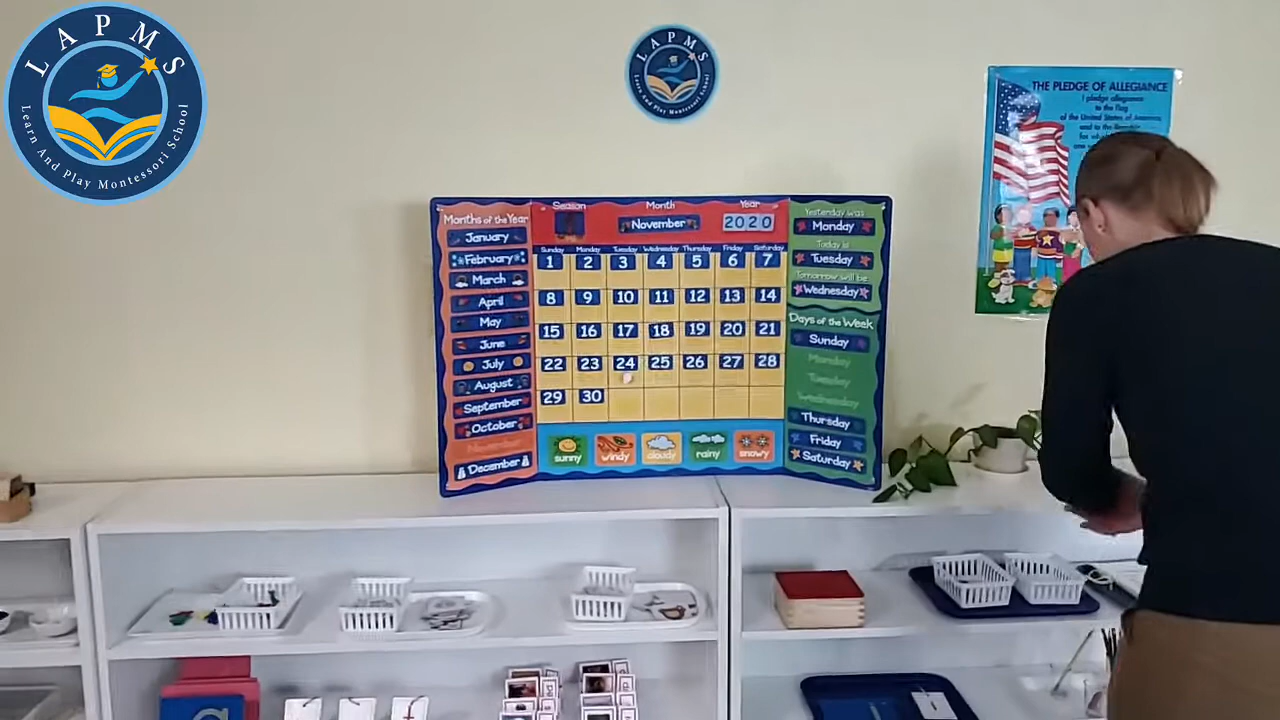 LAPMS
Learn And Play Montessori School
LAPMS
Learn And Play Montessori School
THE PLEDGE OF ALLEGIANCE
I pledge allegiance
to the flag
of the United States of America
and to the Republic
Months of the Year
January
February
March
April
May
June
July
August
September
October
November
December
Season
Month
Year
November
2020
Sunday Monday Tuesday Wednesday Thursday Friday Saturday
1 2 3 4 5 6 7
8 9 10 11 12 13 14
15 16 17 18 19 20 21
22 23 24 25 26 27 28
29 30
sunny windy cloudy rainy snowy
Yesterday was
Monday
Today is
Tuesday
Tomorrow will be
Wednesday
Days of the Week
Sunday
Monday
Tuesday
Wednesday
Thursday
Friday
Saturday